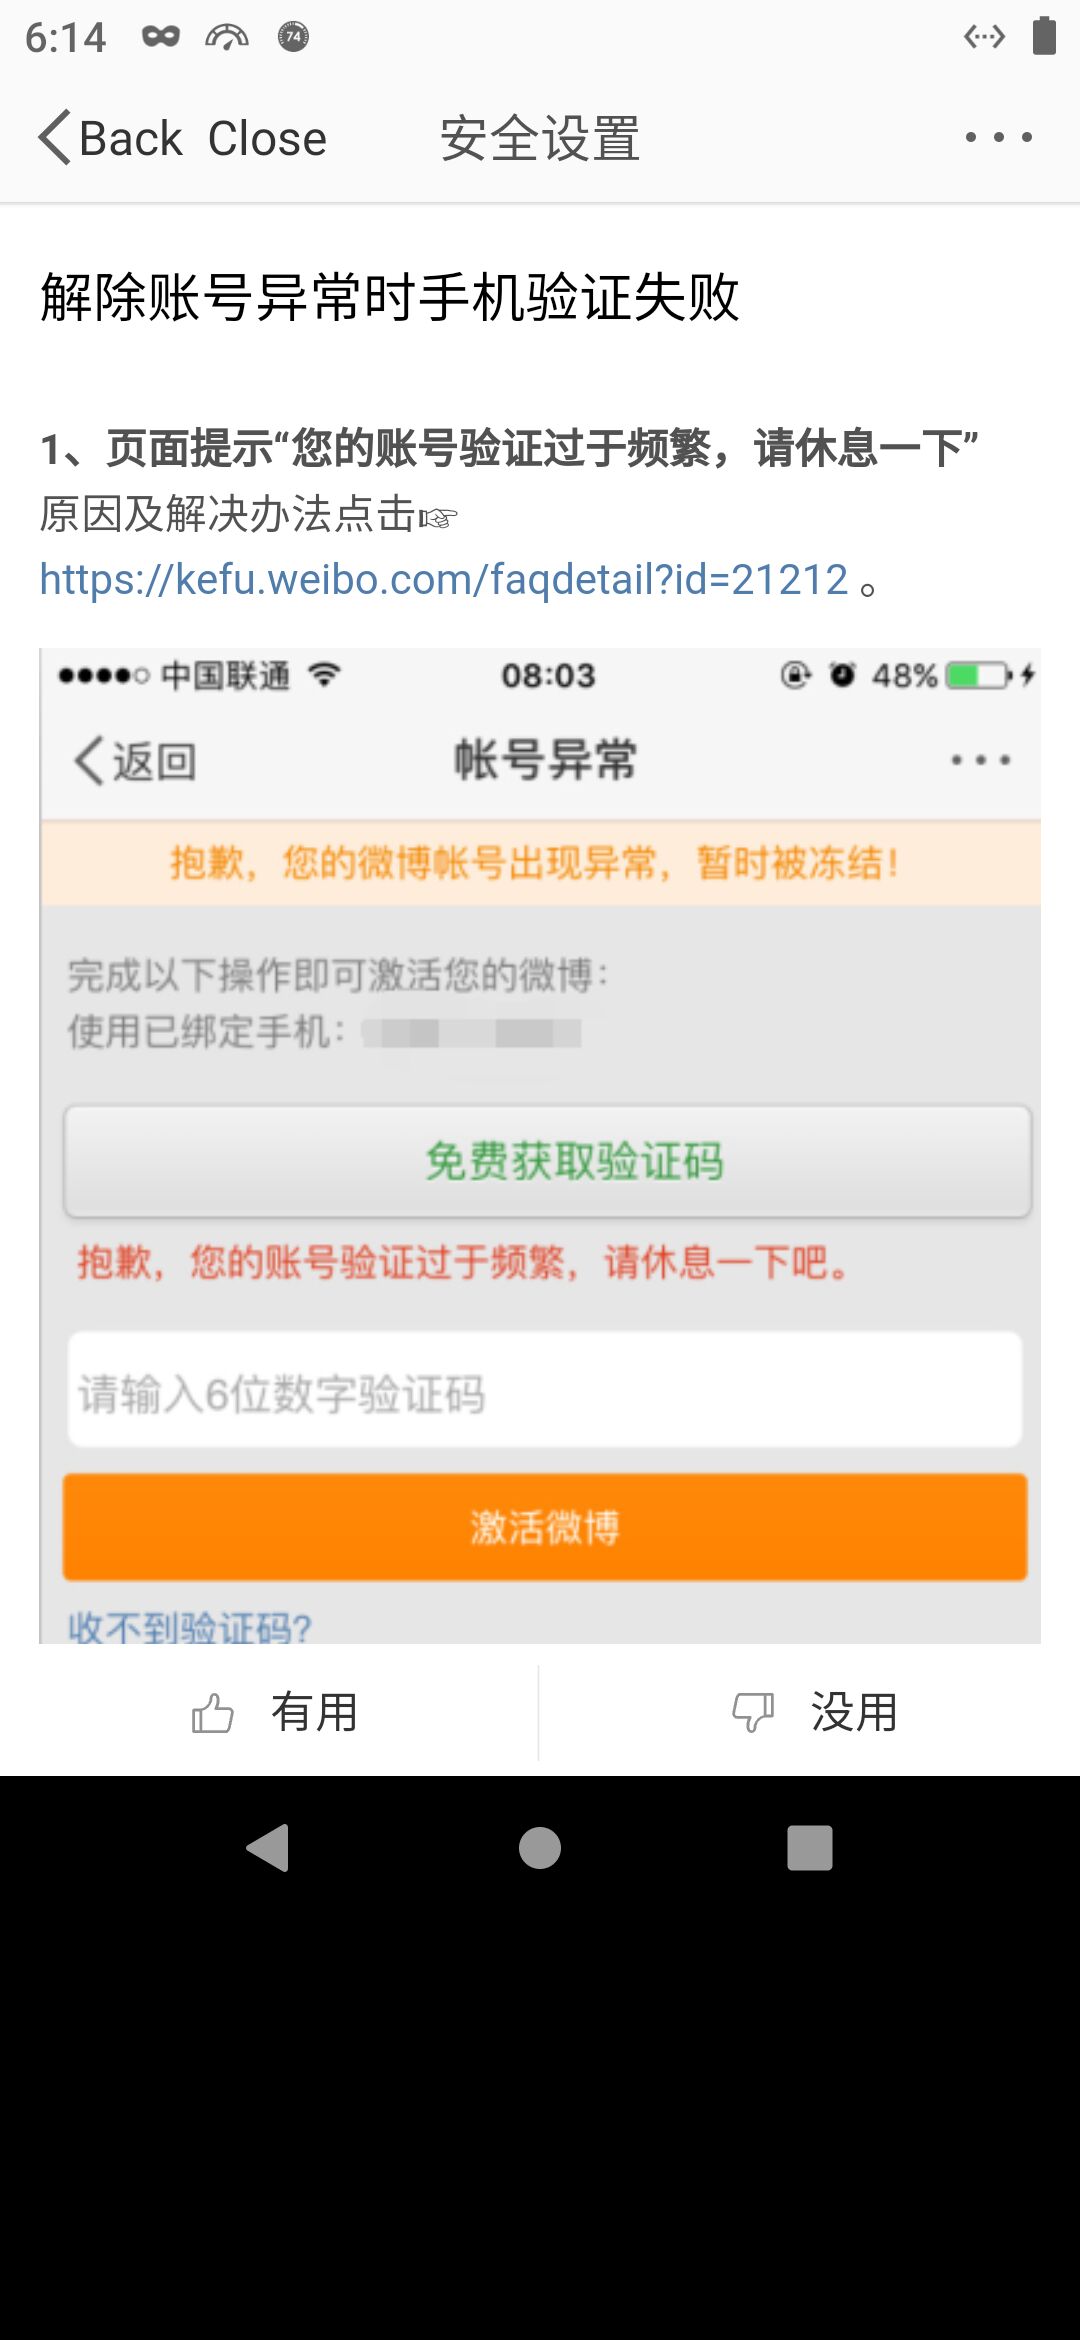 6:14
74
Back Close 安全设置
解除账号异常时手机验证失败
1、页面提示“您的账号验证过于频繁，请休息一下”
原因及解决办法点击☞
https://kefu.weibo.com/faqdetail?id=21212 。
中国联通 08:03 48%
返回 帐号异常
抱歉，您的微博帐号出现异常，暂时被冻结！
完成以下操作即可激活您的微博：
使用已绑定手机：
免费获取验证码
抱歉，您的账号验证过于频繁，请休息一下吧。
请输入6位数字验证码
激活微博
收不到验证码?
有用 没用